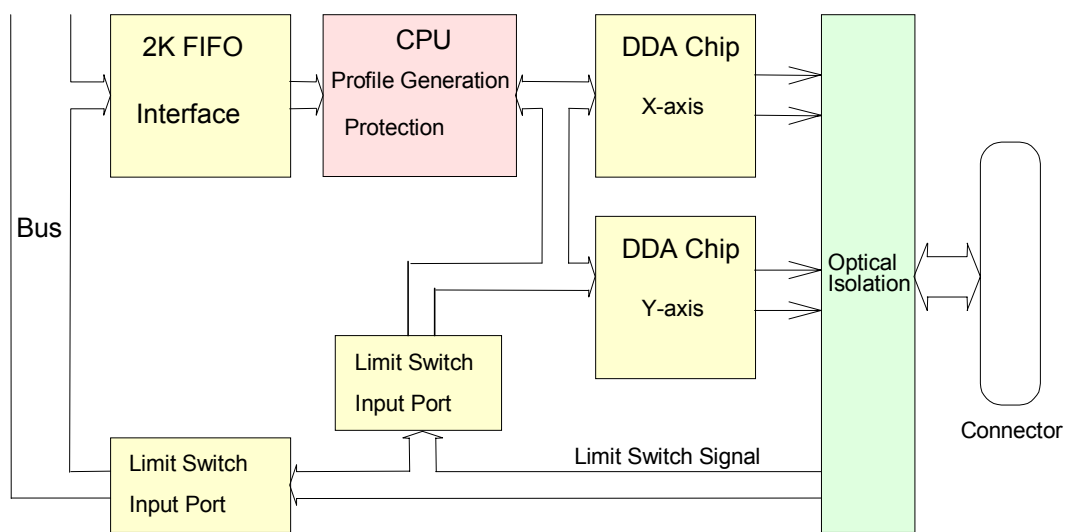 2K FIFO
Interface
CPU
Profile Generation
Protection
DDA Chip
X-axis
Bus
DDA Chip
Y-axis
Optical
Isolation
Limit Switch
Input Port
Connector
Limit Switch Signal
Limit Switch
Input Port